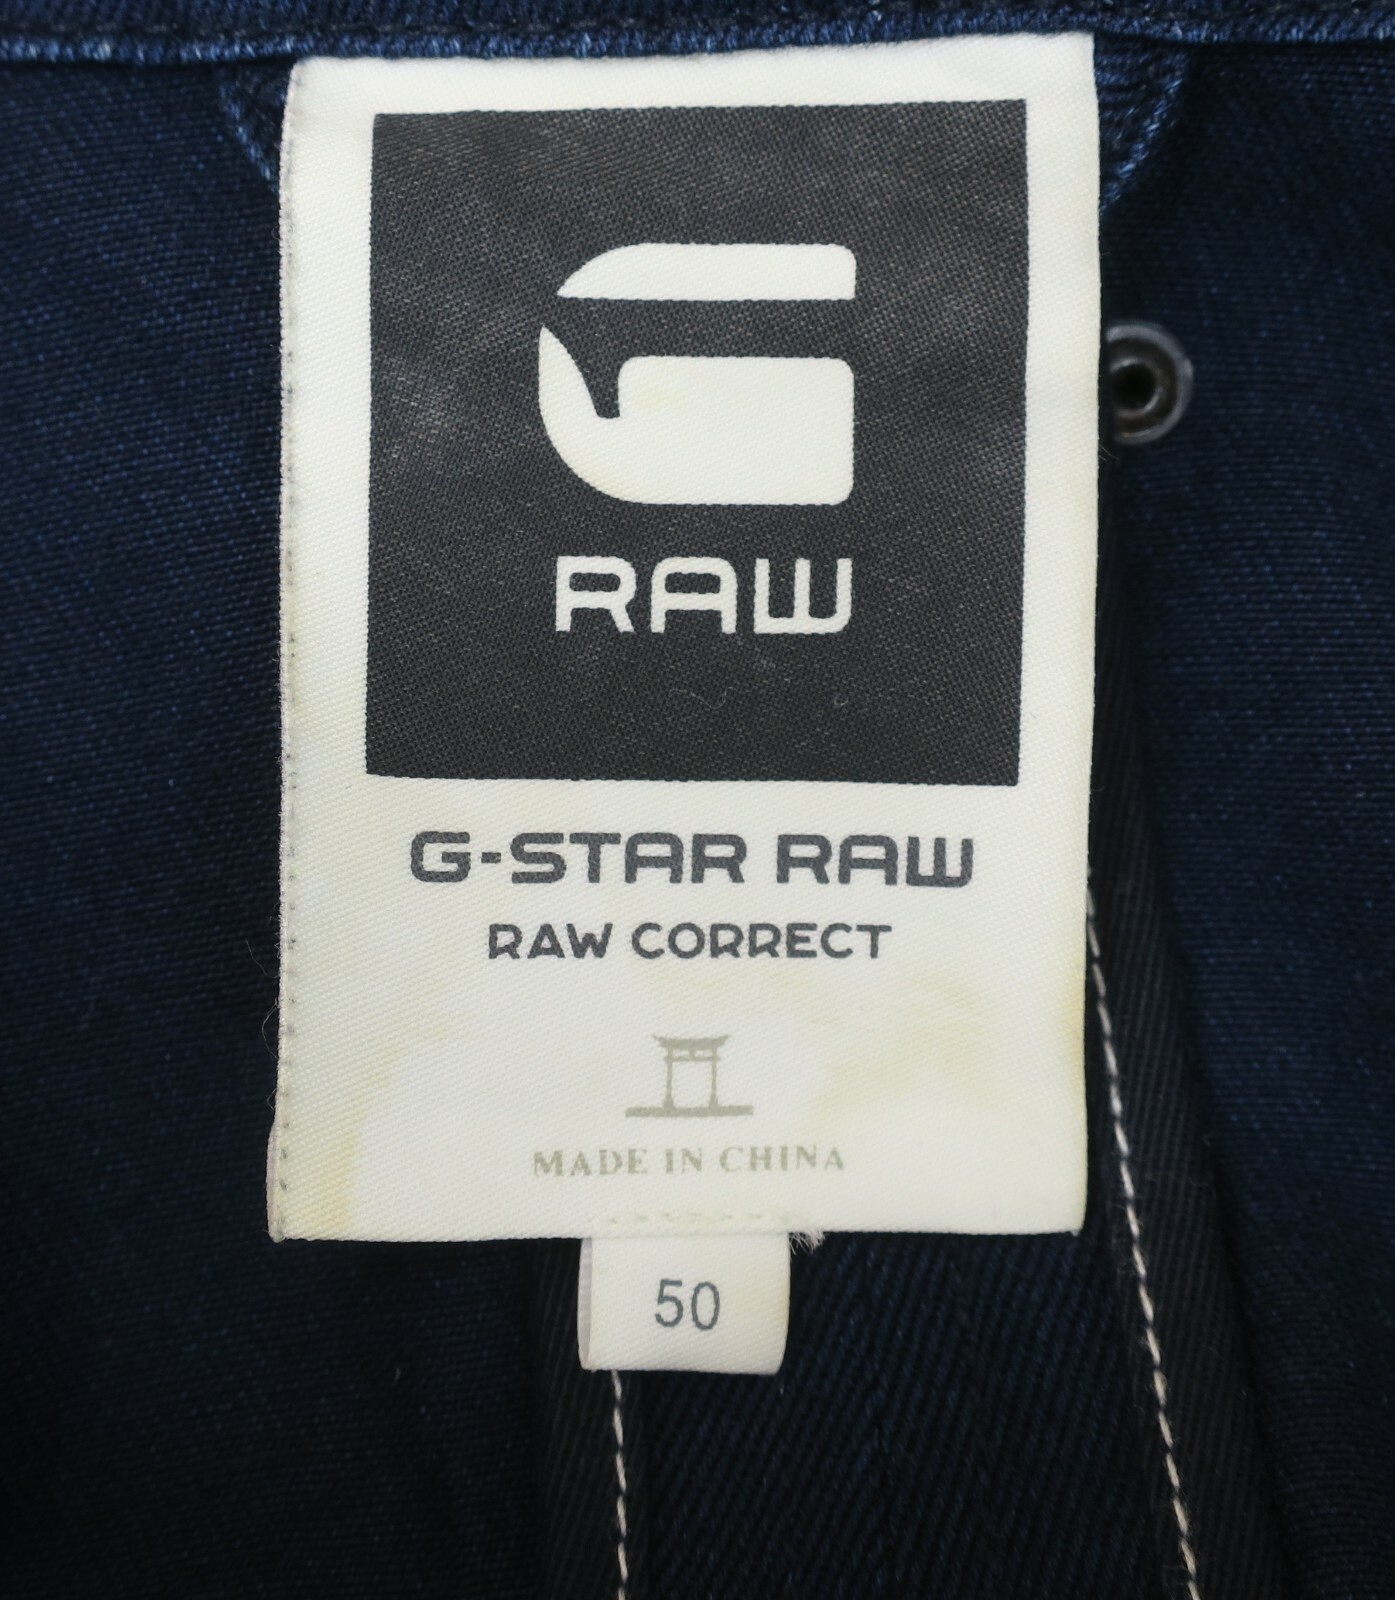 G
RAW
G-STAR RAW
RAW CORRECT
MADE IN CHINA
50